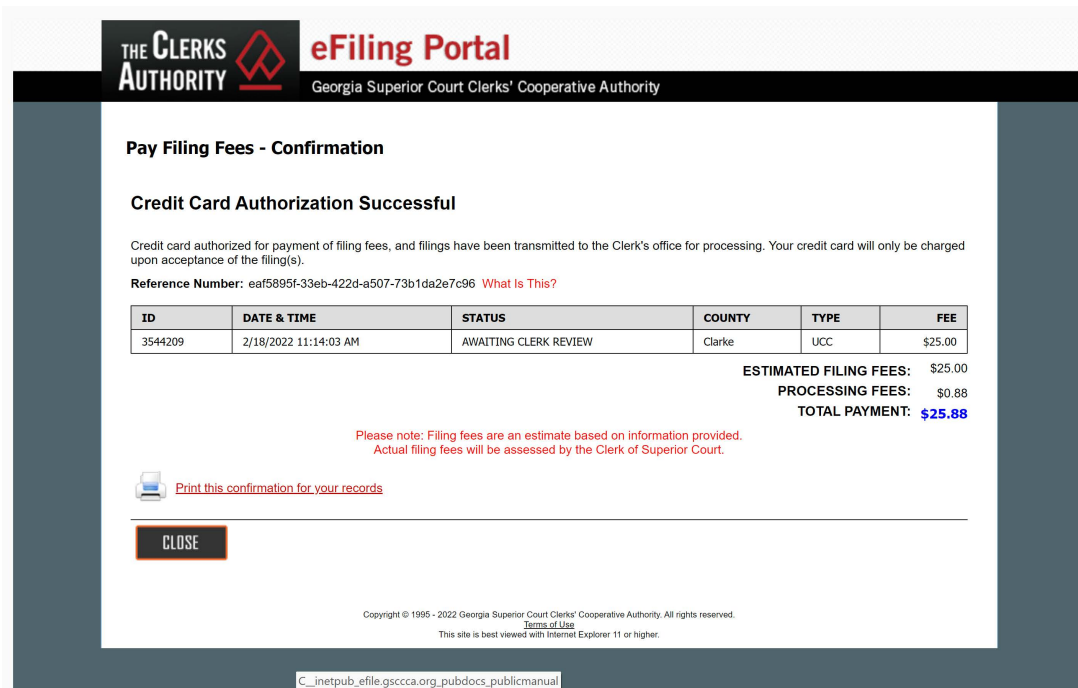 THE CLERKS
AUTHORITY
eFiling Portal
Georgia Superior Court Clerks' Cooperative Authority
Pay Filing Fees - Confirmation
Credit Card Authorization Successful
Credit card authorized for payment of filing fees, and filings have been transmitted to the Clerk's office for processing. Your credit card will only be charged
upon acceptance of the filing(s).
Reference Number: eaf5895f-33eb-422d-a507-73b1da2e7c96 What Is This?
ID DATE & TIME STATUS COUNTY TYPE FEE
3544209 2/18/2022 11:14:03 AM AWAITING CLERK REVIEW Clarke UCC $25.00
ESTIMATED FILING FEES: $25.00
PROCESSING FEES: $0.88
TOTAL PAYMENT: $25.88
Please note: Filing fees are an estimate based on information provided.
Actual filing fees will be assessed by the Clerk of Superior Court.
Print this confirmation for your records
CLOSE
Copyright © 1995 - 2022 Georgia Superior Court Clerks' Cooperative Authority. All rights reserved.
Terms of Use
This site is best viewed with Internet Explorer 11 or higher.
C__inetpub_efile.gsccca.org_pubdocs_publicmanual